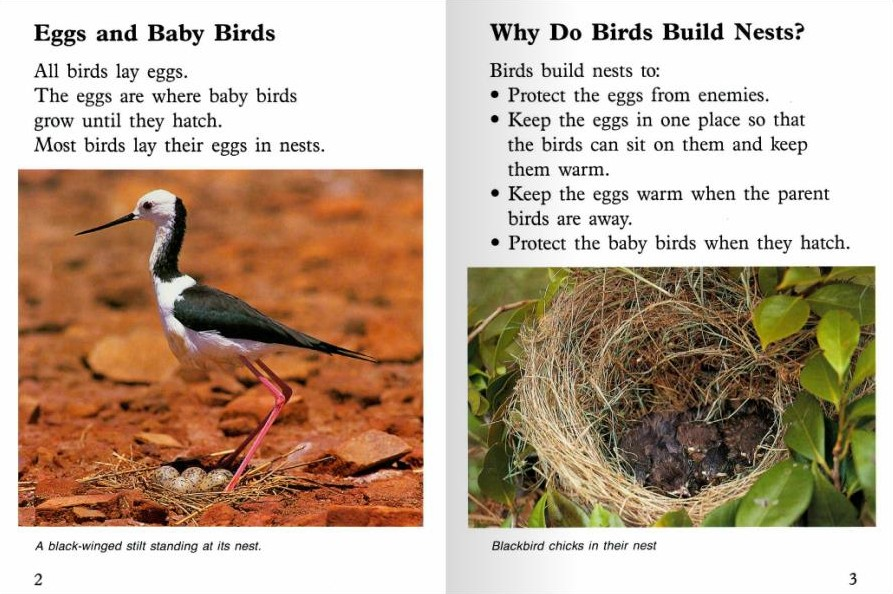 Eggs and Baby Birds
All birds lay eggs.
The eggs are where baby birds
grow until they hatch.
Most birds lay their eggs in nests.
A black-winged stilt standing at its nest.
2
Why Do Birds Build Nests?
Birds build nests to:
• Protect the eggs from enemies.
• Keep the eggs in one place so that
the birds can sit on them and keep
them warm.
• Keep the eggs warm when the parent
birds are away.
• Protect the baby birds when they hatch.
Blackbird chicks in their nest
3